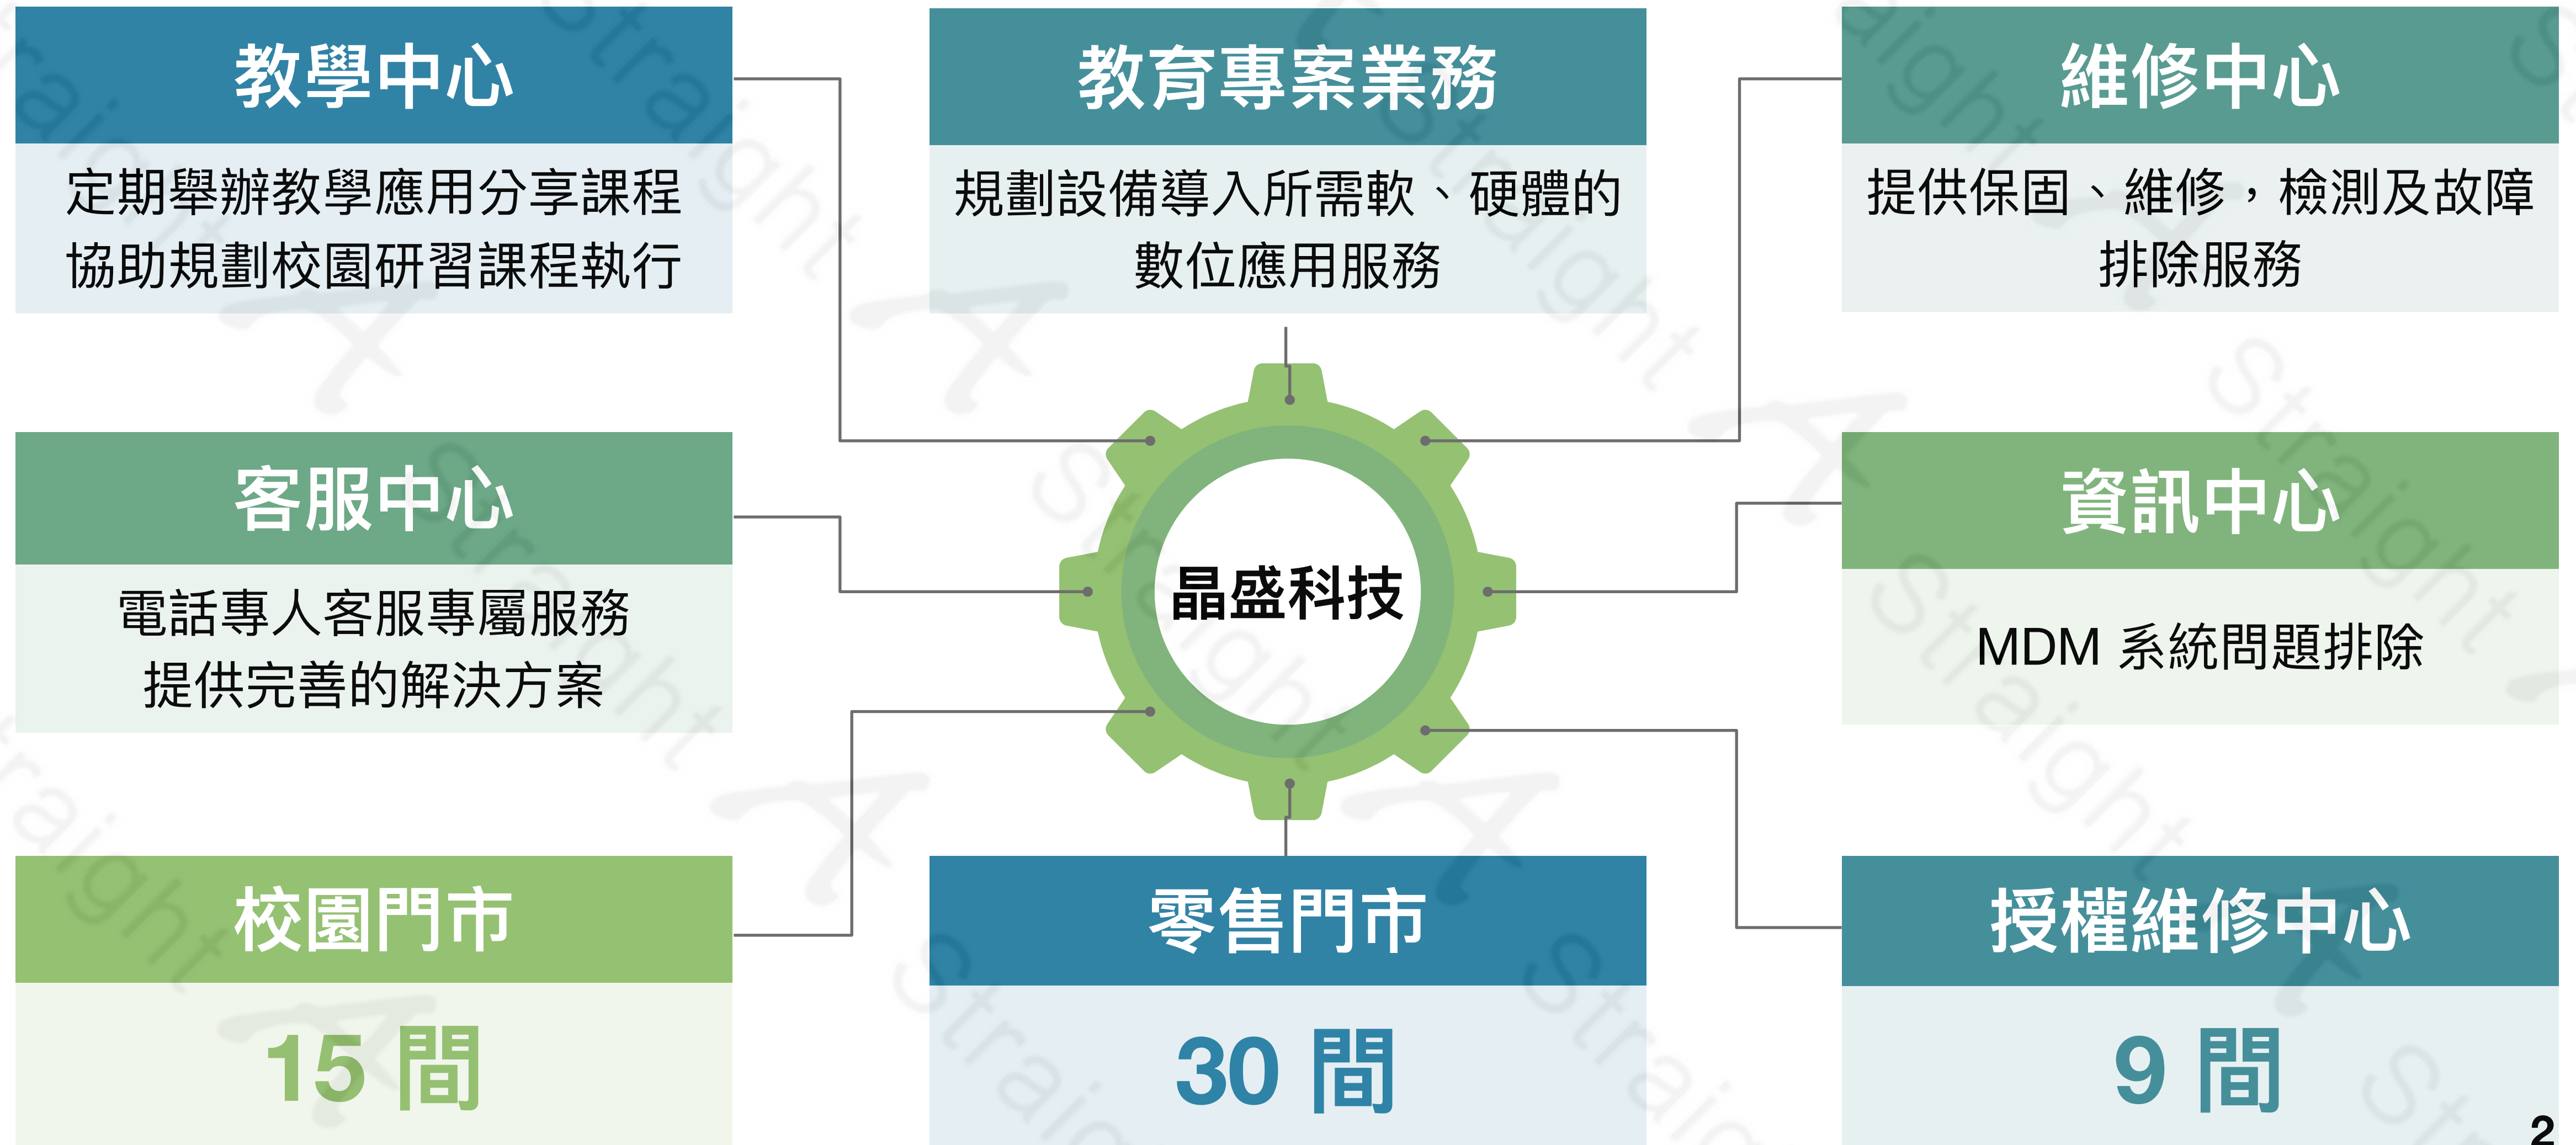 教學中心
定期舉辦教學應用分享課程
協助規劃校園研習課程執行
教育專案業務
規劃設備導入所需軟、硬體的
數位應用服務
維修中心
提供保固、維修，檢測及故障
排除服務
客服中心
電話專人客服專屬服務
提供完善的解決方案
晶盛科技
資訊中心
MDM 系統問題排除
校園門市
15 間
零售門市
30 間
授權維修中心
9 間
2
Straight A